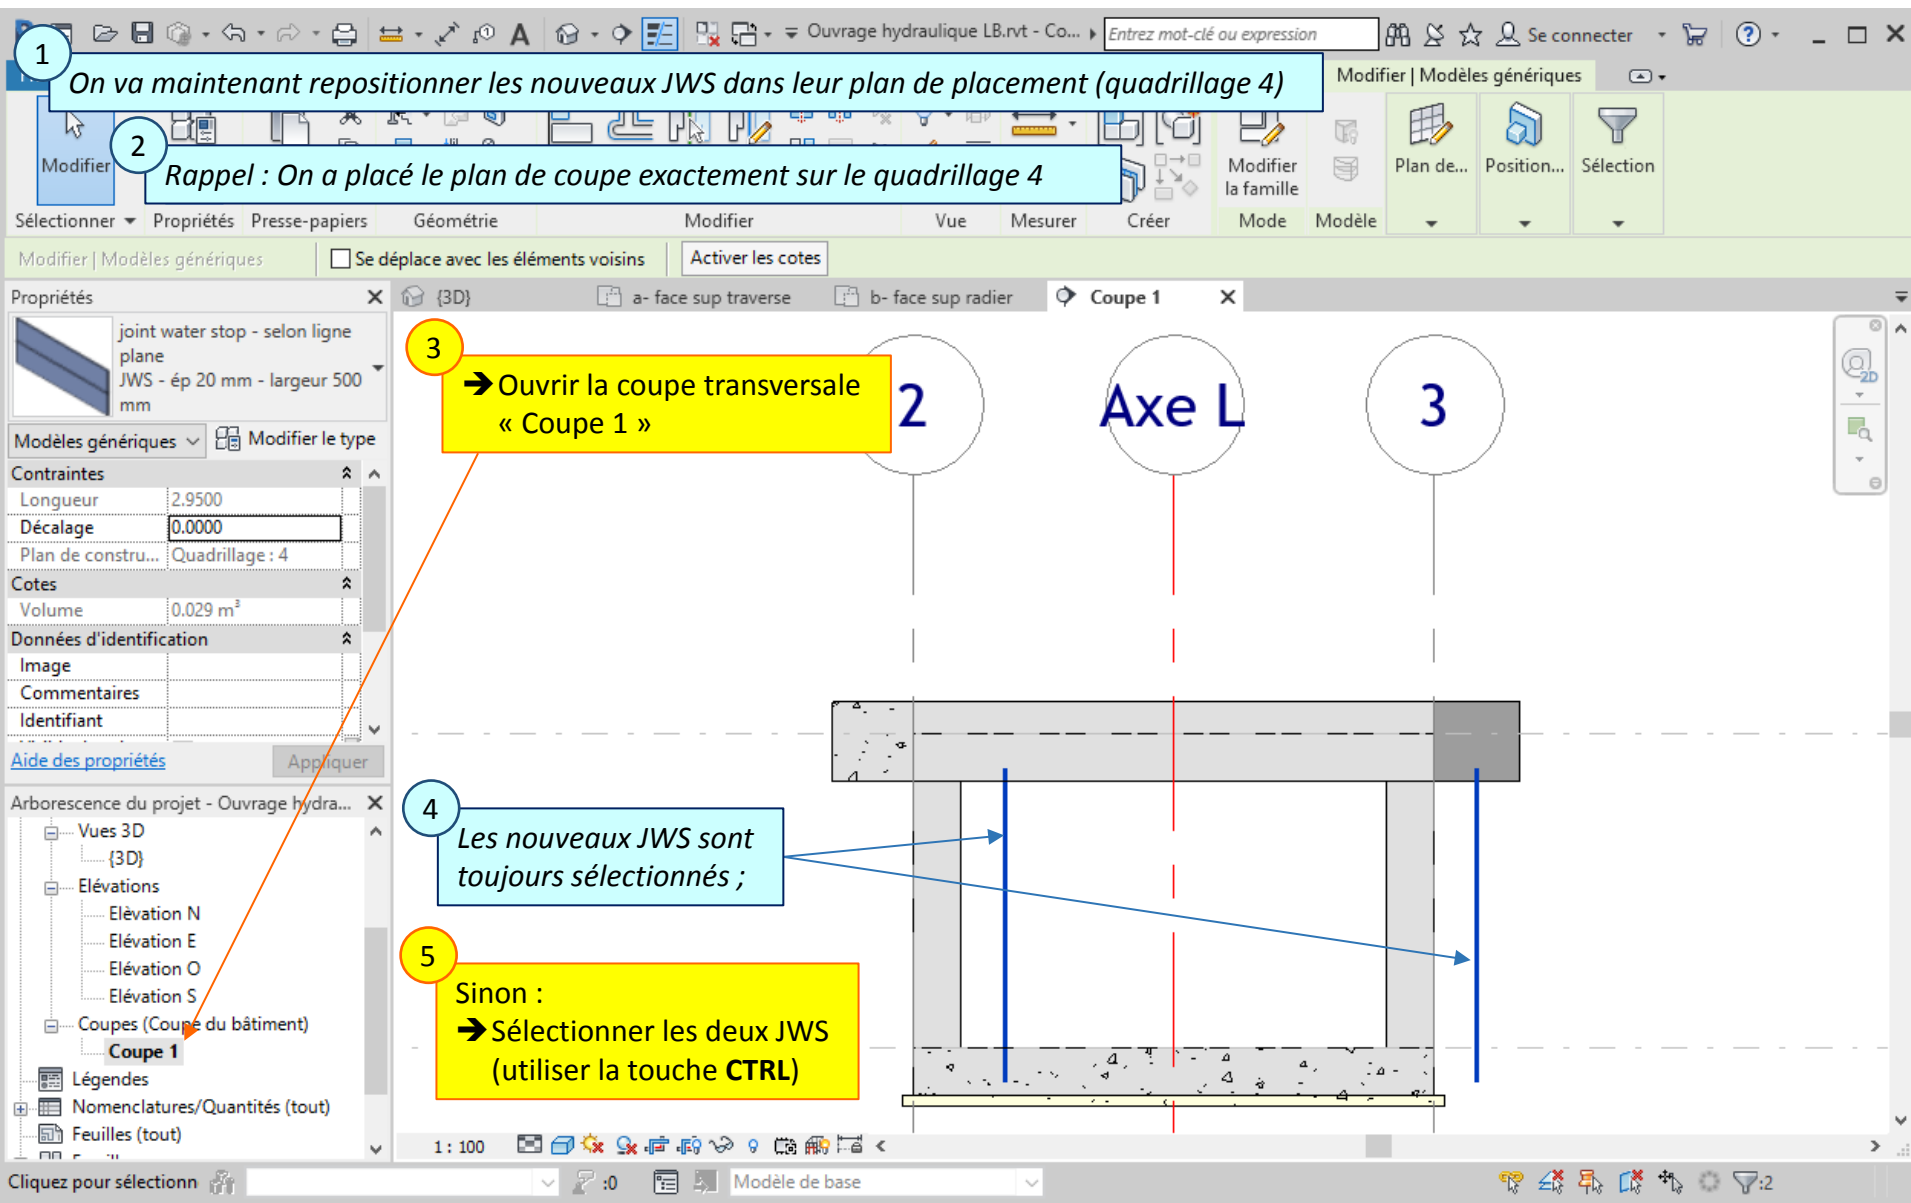 Ouvrage hydraulique LB.rvt - Co...
Entrez mot-clé ou expression
Se connecter
1
On va maintenant repositionner les nouveaux JWS dans leur plan de placement (quadrillage 4)
Modifier | Modèles génériques
2
Rappel : On a placé le plan de coupe exactement sur le quadrillage 4
Modifier
Modifier
la famille
Plan de...
Position...
Sélection
Sélectionner
Propriétés
Presse-papiers
Géométrie
Modifier
Vue
Mesurer
Créer
Mode
Modèle
Modifier | Modèles génériques
Se déplace avec les éléments voisins
Activer les cotes
Propriétés
{3D}
a- face sup traverse
b- face sup radier
Coupe 1
joint water stop - selon ligne
plane
JWS - ép 20 mm - largeur 500
mm
Modèles génériques
Modifier le type
Contraintes
Longueur 2.9500
Décalage 0.0000
Plan de constru... Quadrillage : 4
Cotes
Volume 0.029 m³
Données d'identification
Image
Commentaires
Identifiant
Aide des propriétés
Appliquer
3
➔ Ouvrir la coupe transversale
« Coupe 1 »
2
Axe L
3
2D
Arborescence du projet - Ouvrage hydra...
Vues 3D
{3D}
Elévations
Elèvation N
Elévation E
Elévation O
Elévation S
Coupes (Coupe du bâtiment)
Coupe 1
Légendes
Nomenclatures/Quantités (tout)
Feuilles (tout)
4
Les nouveaux JWS sont
toujours sélectionnés ;
5
Sinon :
➔ Sélectionner les deux JWS
(utiliser la touche CTRL)
1 : 100
Cliquez pour sélectionn
:0
Modèle de base
:2